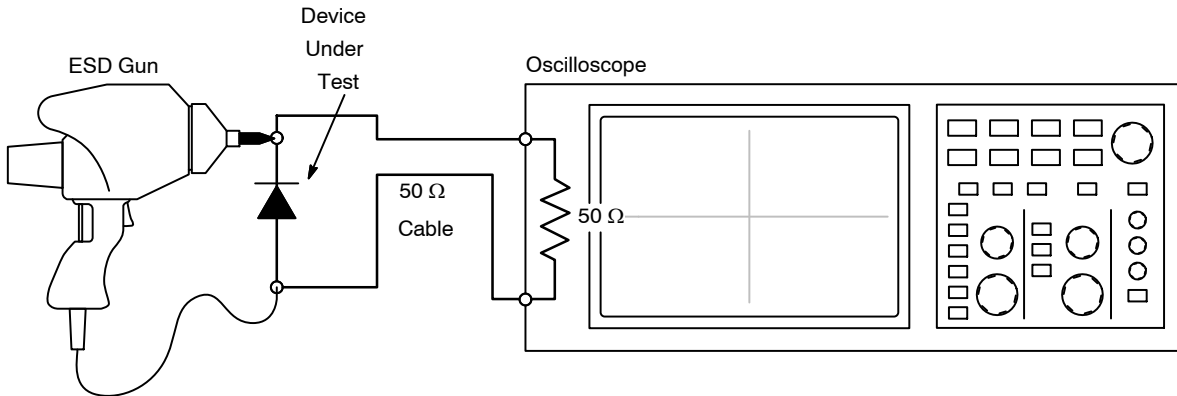 Device
Under
Test
ESD Gun
Oscilloscope
50 Ω
Cable
50 Ω